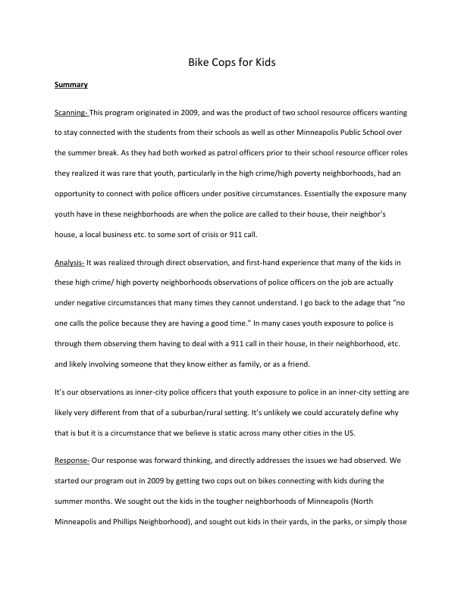 Bike Cops for Kids
Summary
Scanning- This program originated in 2009, and was the product of two school resource officers wanting
to stay connected with the students from their schools as well as other Minneapolis Public School over
the summer break. As they had both worked as patrol officers prior to their school resource officer roles
they realized it was rare that youth, particularly in the high crime/high poverty neighborhoods, had an
opportunity to connect with police officers under positive circumstances. Essentially the exposure many
youth have in these neighborhoods are when the police are called to their house, their neighbor's
house, a local business etc. to some sort of crisis or 911 call.
Analysis- It was realized through direct observation, and first-hand experience that many of the kids in
these high crime/ high poverty neighborhoods observations of police officers on the job are actually
under negative circumstances that many times they cannot understand. I go back to the adage that "no
one calls the police because they are having a good time." In many cases youth exposure to police is
through them observing them having to deal with a 911 call in their house, in their neighborhood, etc.
and likely involving someone that they know either as family, or as a friend.
It's our observations as inner-city police officers that youth exposure to police in an inner-city setting are
likely very different from that of a suburban/rural setting. It's unlikely we could accurately define why
that is but it is a circumstance that we believe is static across many other cities in the US.
Response- Our response was forward thinking, and directly addresses the issues we had observed. We
started our program out in 2009 by getting two cops out on bikes connecting with kids during the
summer months. We sought out the kids in the tougher neighborhoods of Minneapolis (North
Minneapolis and Phillips Neighborhood), and sought out kids in their yards, in the parks, or simply those